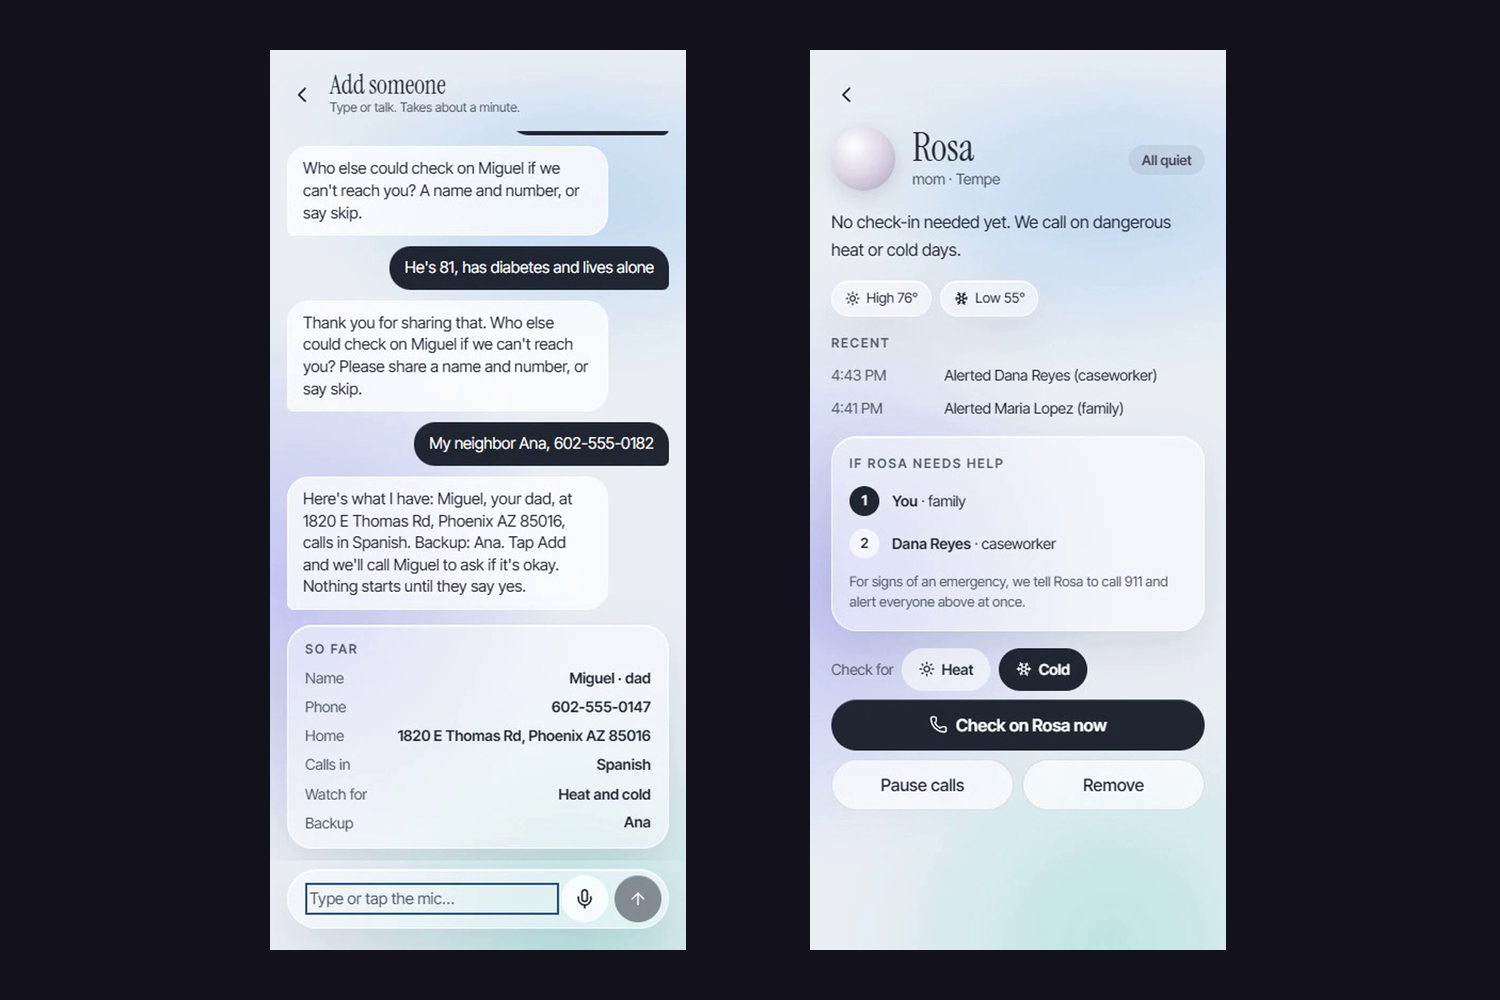 Add someone
Type or talk. Takes about a minute.
Who else could check on Miguel if we
can't reach you? A name and number, or
say skip.
He's 81, has diabetes and lives alone
Thank you for sharing that. Who else
could check on Miguel if we can't reach
you? Please share a name and number, or
say skip.
My neighbor Ana, 602-555-0182
Here's what I have: Miguel, your dad, at
1820 E Thomas Rd, Phoenix AZ 85016,
calls in Spanish. Backup: Ana. Tap Add
and we'll call Miguel to ask if it's okay.
Nothing starts until they say yes.
SO FAR
Name Miguel · dad
Phone 602-555-0147
Home 1820 E Thomas Rd, Phoenix AZ 85016
Calls in Spanish
Watch for Heat and cold
Backup Ana
Type or tap the mic...
Rosa
mom · Tempe
All quiet
No check-in needed yet. We call on dangerous
heat or cold days.
High 76° Low 55°
RECENT
4:43 PM Alerted Dana Reyes (caseworker)
4:41 PM Alerted Maria Lopez (family)
IF ROSA NEEDS HELP
1 You · family
2 Dana Reyes · caseworker
For signs of an emergency, we tell Rosa to call 911 and
alert everyone above at once.
Check for Heat Cold
Check on Rosa now
Pause calls Remove